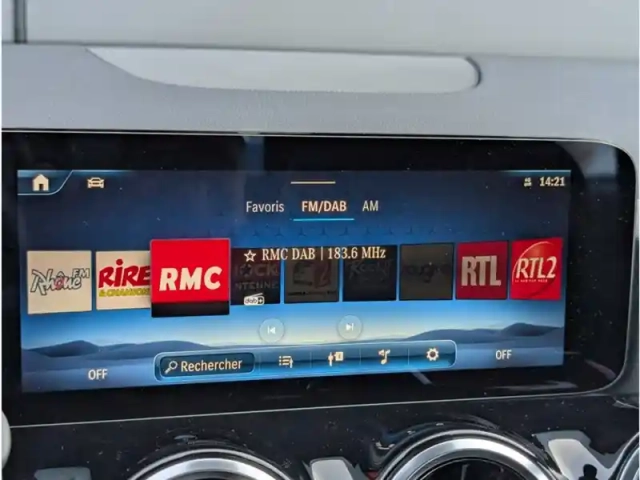 14:21
Favoris FM/DAB AM
Rhône FM
RIRE
& CHANSONS
RMC
☆ RMC DAB | 183.6 MHz
dab+
RTL
RTL2
Rechercher
OFF
OFF